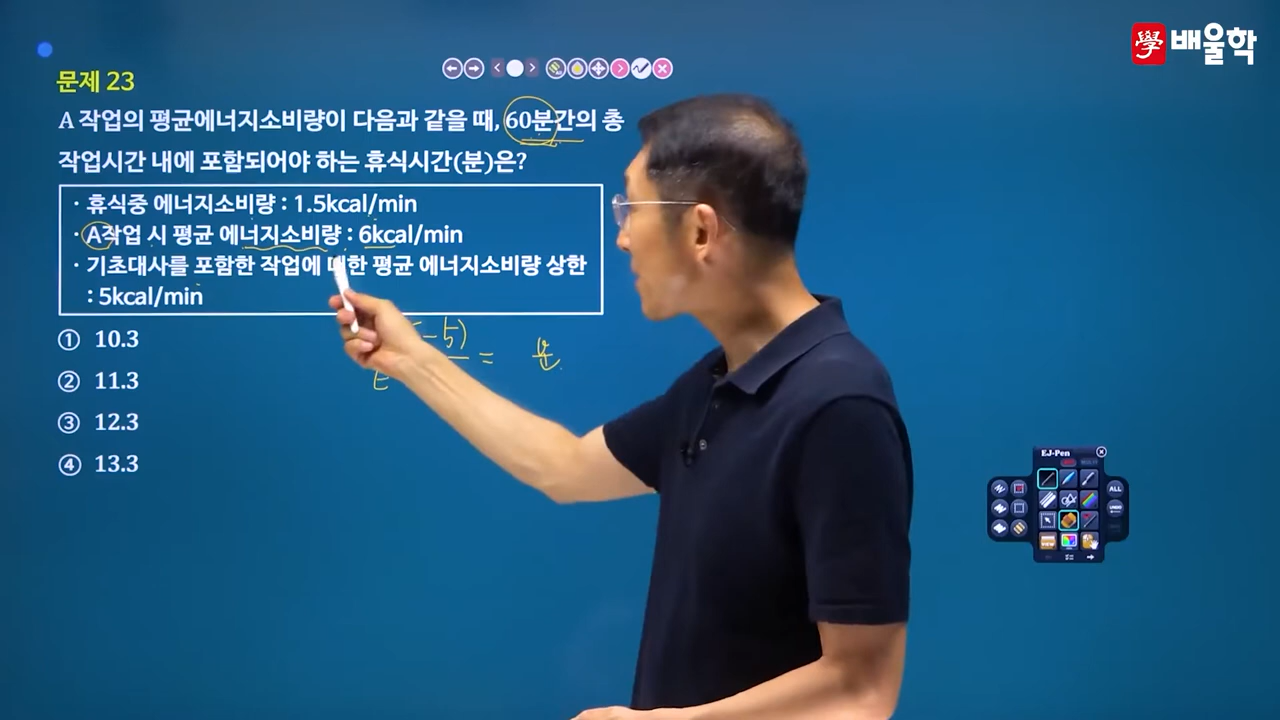 學 배울학
문제 23
A 작업의 평균에너지소비량이 다음과 같을 때, 60분간의 총
작업시간 내에 포함되어야 하는 휴식시간(분)은?
· 휴식중 에너지소비량 : 1.5kcal/min
· A작업 시 평균 에너지소비량 : 6kcal/min
· 기초대사를 포함한 작업에 대한 평균 에너지소비량 상한
: 5kcal/min
① 10.3
② 11.3
③ 12.3
④ 13.3
-5)
= 분
E
EJ-Pen
ALL